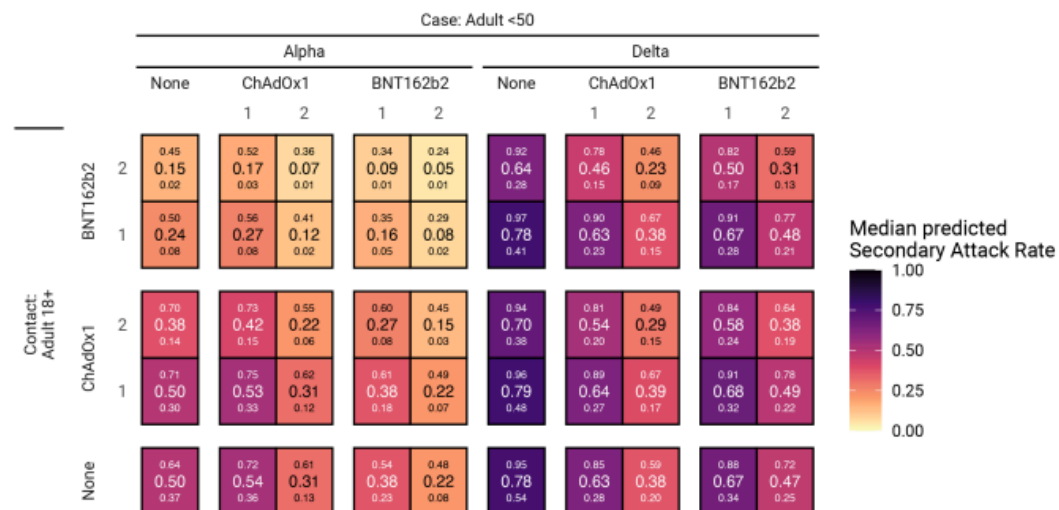 Case: Adult <50
Alpha Delta
None ChAdOx1 BNT162b2 None ChAdOx1 BNT162b2
1 2 1 2 1 2 1 2
Contact:
Adult 18+
BNT162b2
2
0.45 0.52 0.36 0.34 0.24 0.92 0.78 0.46 0.82 0.59
0.15 0.17 0.07 0.09 0.05 0.64 0.46 0.23 0.50 0.31
0.02 0.03 0.01 0.01 0.01 0.28 0.15 0.09 0.17 0.13
1
0.50 0.56 0.41 0.35 0.29 0.97 0.90 0.67 0.91 0.77
0.24 0.27 0.12 0.16 0.08 0.78 0.63 0.38 0.67 0.48
0.08 0.08 0.02 0.05 0.02 0.41 0.23 0.15 0.28 0.21
ChAdOx1
2
0.70 0.73 0.55 0.60 0.45 0.94 0.81 0.49 0.84 0.64
0.38 0.42 0.22 0.27 0.15 0.70 0.54 0.29 0.58 0.38
0.14 0.15 0.06 0.08 0.03 0.38 0.20 0.15 0.24 0.19
1
0.71 0.75 0.62 0.61 0.49 0.96 0.89 0.67 0.91 0.78
0.50 0.53 0.31 0.38 0.22 0.79 0.64 0.39 0.68 0.49
0.30 0.33 0.12 0.18 0.07 0.48 0.27 0.17 0.32 0.22
None
0.64 0.72 0.61 0.54 0.48 0.95 0.85 0.59 0.88 0.72
0.50 0.54 0.31 0.38 0.22 0.78 0.63 0.38 0.67 0.47
0.37 0.36 0.13 0.23 0.08 0.54 0.28 0.20 0.34 0.25
Median predicted
Secondary Attack Rate
1.00
0.75
0.50
0.25
0.00